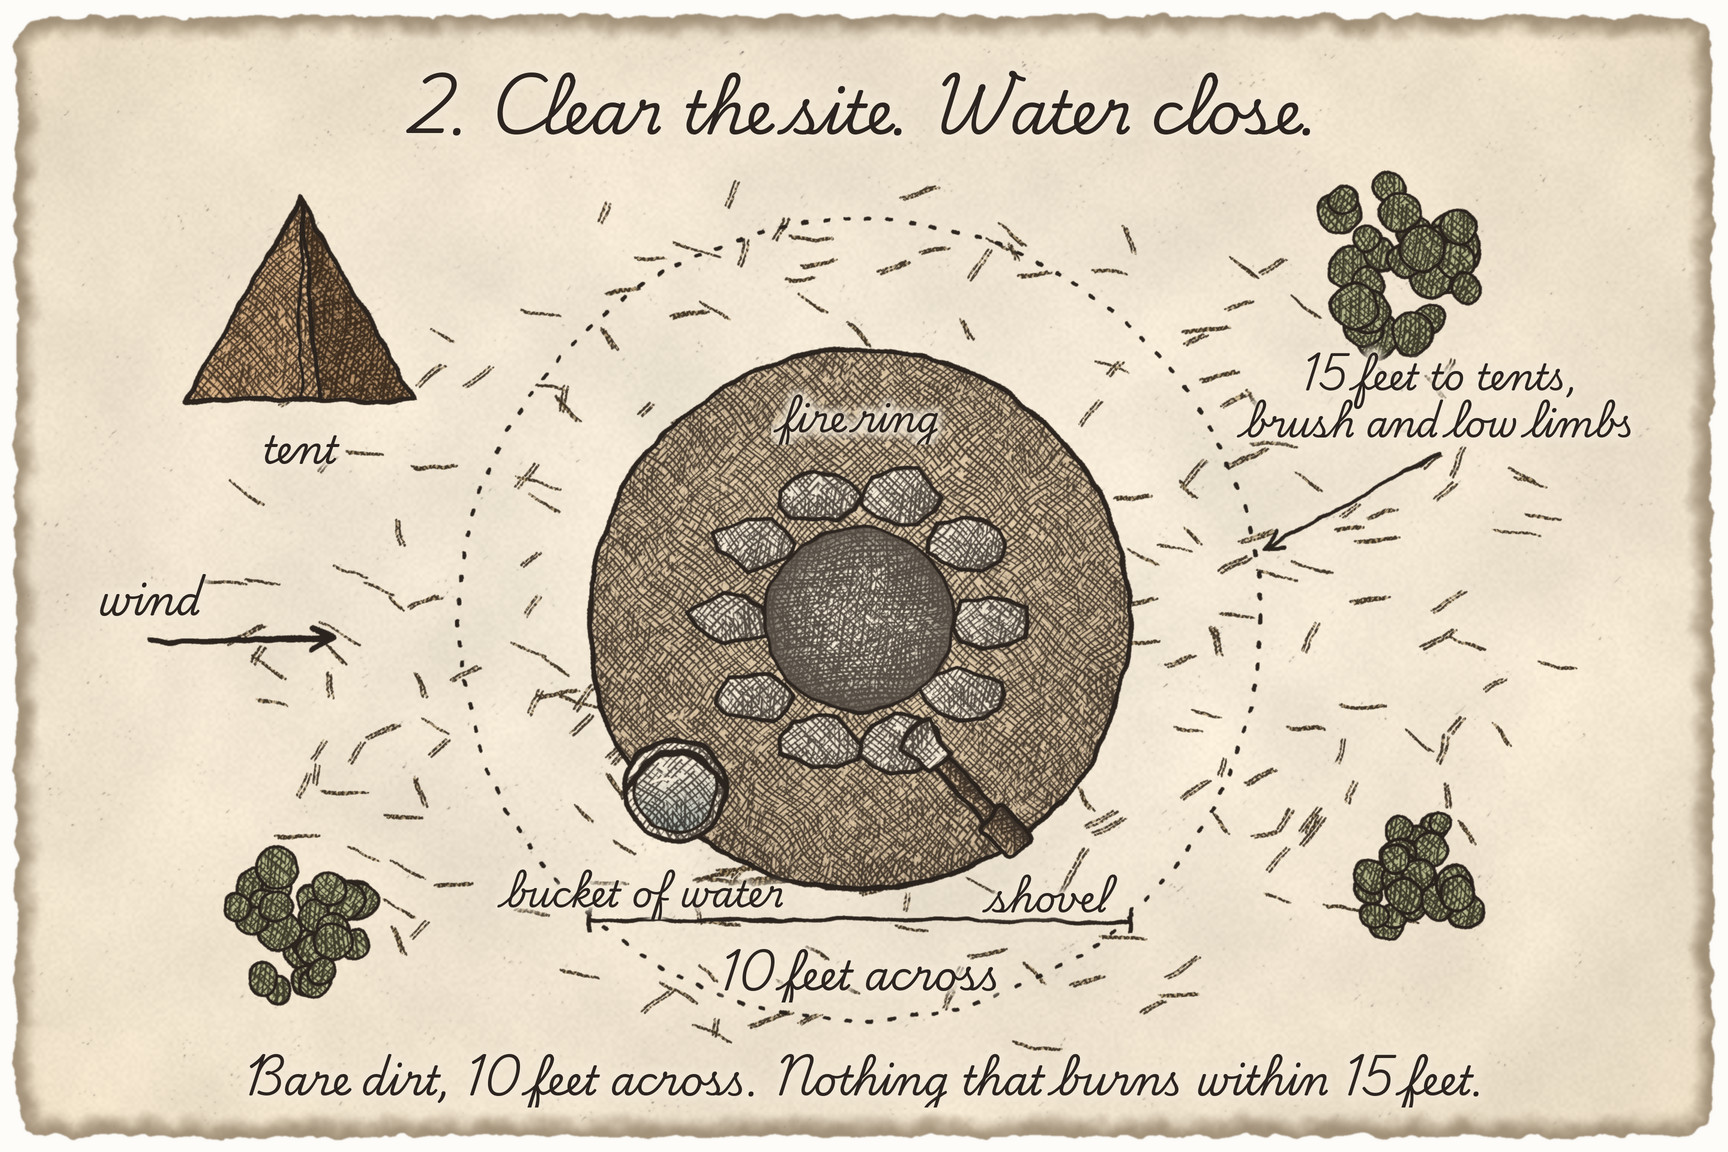 2. Clear the site. Water close.
15 feet to tents,
brush and low limbs
fire ring
tent
wind
bucket of water
shovel
10 feet across
Bare dirt, 10 feet across. Nothing that burns within 15 feet.